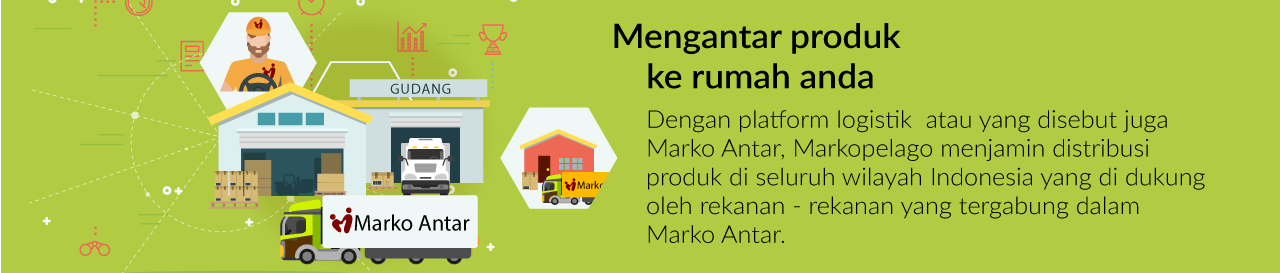 Mengantar produk
ke rumah anda
Dengan platform logistik atau yang disebut juga
Marko Antar, Markopelago menjamin distribusi
produk di seluruh wilayah Indonesia yang di dukung
oleh rekanan - rekanan yang tergabung dalam
Marko Antar.
GUDANG
Marko
Marko Antar